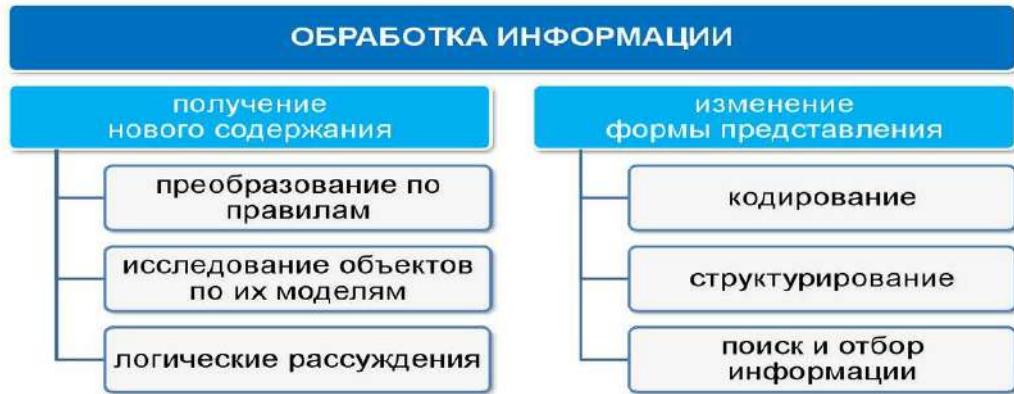 ОБРАБОТКА ИНФОРМАЦИИ
получение
нового содержания
преобразование по
правилам
исследование объектов
по их моделям
логические рассуждения
изменение
формы представления
кодирование
структурирование
поиск и отбор
информации